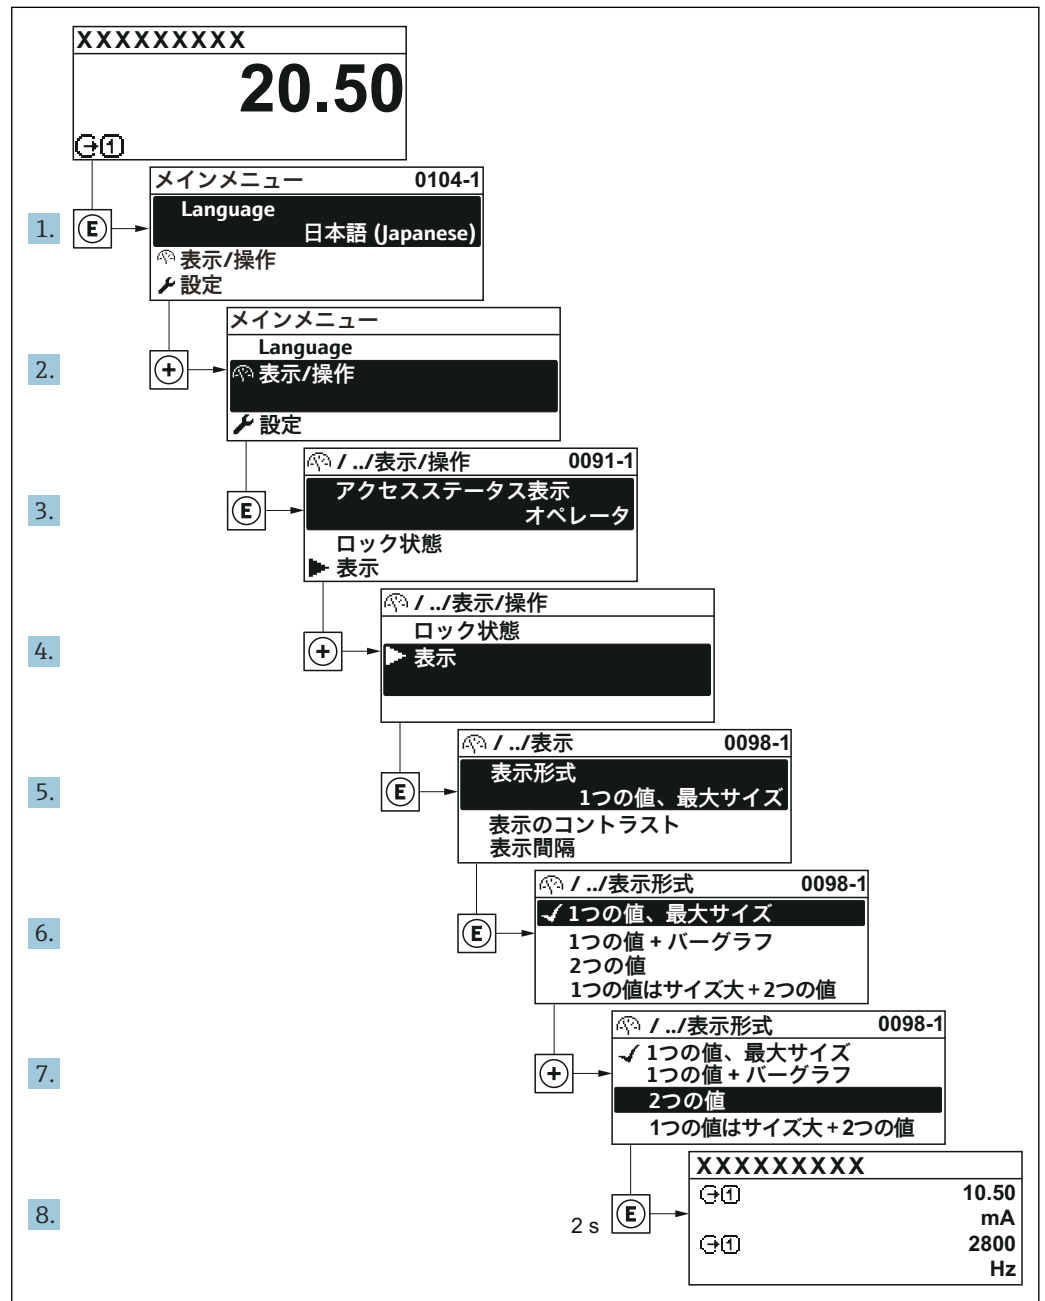 XXXXXXXXX
20.50
1
メインメニュー 0104-1
1. E Language
日本語 (Japanese)
表示/操作
設定
メインメニュー
Language
2. + 表示/操作
設定
/ ../表示/操作 0091-1
アクセスステータス表示
3. E オペレータ
ロック状態
表示
/ ../表示/操作
ロック状態
4. + 表示
/ ../表示 0098-1
表示形式
5. E 1つの値、最大サイズ
表示のコントラスト
表示間隔
/ ../表示形式 0098-1
1つの値、最大サイズ
6. E 1つの値 + バーグラフ
2つの値
1つの値はサイズ大+2つの値
/ ../表示形式 0098-1
1つの値、最大サイズ
7. + 1つの値 + バーグラフ
2つの値
1つの値はサイズ大+2つの値
XXXXXXXXX
1 10.50
8. 2 s E mA
1 2800
Hz